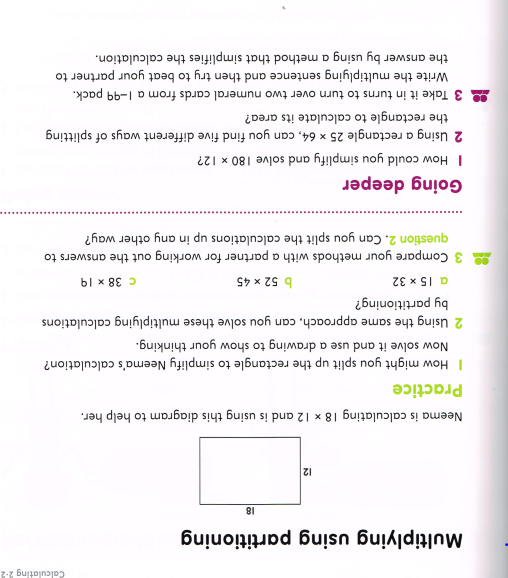 Calculating 2·2
Multiplying using partitioning
18
12
Neema is calculating 18 × 12 and is using this diagram to help her.
Practice
1 How might you split up the rectangle to simplify Neema's calculation?
Now solve it and use a drawing to show your thinking.
2 Using the same approach, can you solve these multiplying calculations
by partitioning?
a 15 × 32 b 52 × 45 c 38 × 19
3 Compare your methods with a partner for working out the answers to
question 2. Can you split the calculations up in any other way?
Going deeper
1 How could you simplify and solve 180 × 12?
2 Using a rectangle 25 × 64, can you find five different ways of splitting
the rectangle to calculate its area?
3 Take it in turns to turn over two numeral cards from a 1–99 pack.
Write the multiplying sentence and then try to beat your partner to
the answer by using a method that simplifies the calculation.